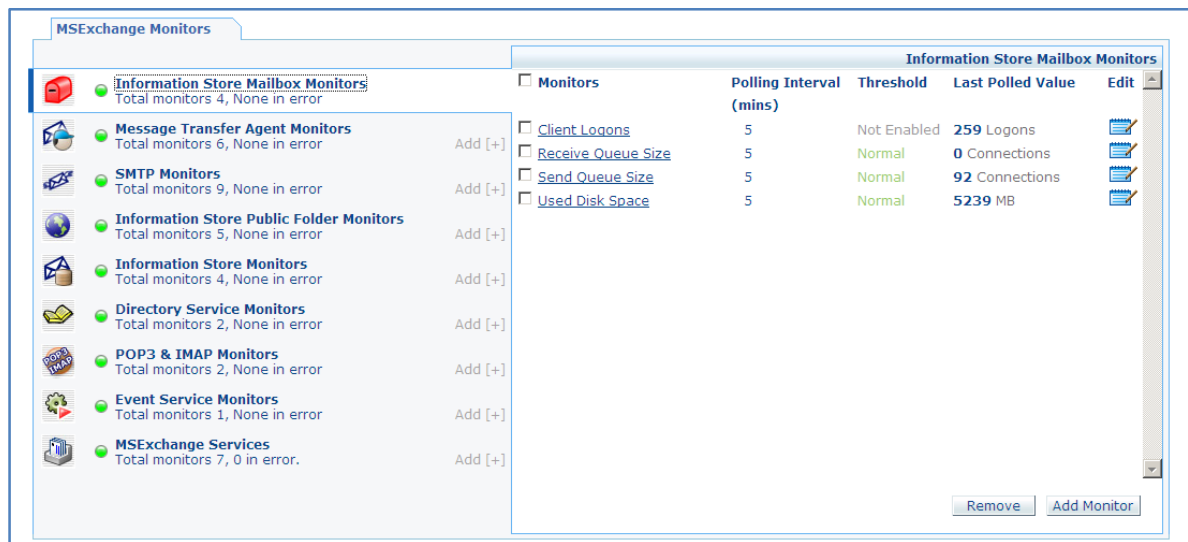 MSExchange Monitors
Information Store Mailbox Monitors
Total monitors 4, None in error
Message Transfer Agent Monitors
Total monitors 6, None in error
Add [+]
SMTP Monitors
Total monitors 9, None in error
Add [+]
Information Store Public Folder Monitors
Total monitors 5, None in error
Add [+]
Information Store Monitors
Total monitors 4, None in error
Add [+]
Directory Service Monitors
Total monitors 2, None in error
Add [+]
POP3 IMAP
POP3 & IMAP Monitors
Total monitors 2, None in error
Add [+]
Event Service Monitors
Total monitors 1, None in error
Add [+]
MSExchange Services
Total monitors 7, 0 in error.
Add [+]
Information Store Mailbox Monitors
Monitors Polling Interval (mins) Threshold Last Polled Value Edit
Client Logons 5 Not Enabled 259 Logons
Receive Queue Size 5 Normal 0 Connections
Send Queue Size 5 Normal 92 Connections
Used Disk Space 5 Normal 5239 MB
Remove Add Monitor